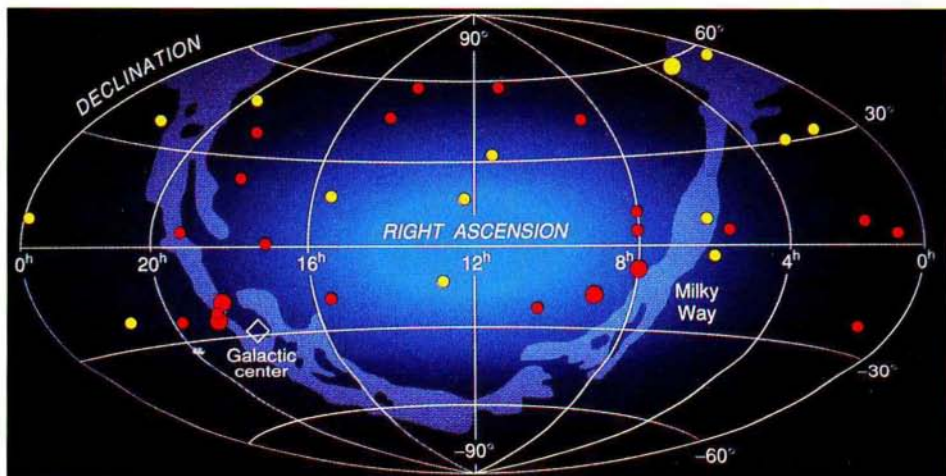 90°
60°
DECLINATION
30°
RIGHT ASCENSION
0ʰ
20ʰ
16ʰ
12ʰ
8ʰ
4ʰ
0ʰ
Milky
Way
Galactic
center
−30°
−90°
−60°